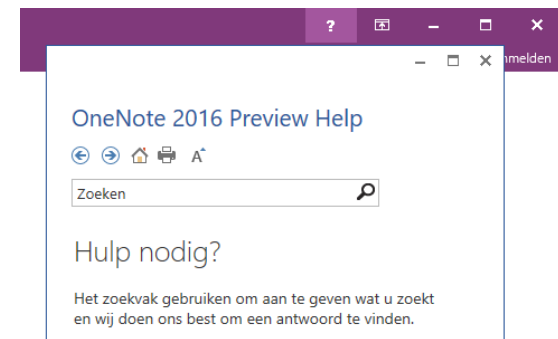 ?
nmelden
OneNote 2016 Preview Help
A
Zoeken
Hulp nodig?
Het zoekvak gebruiken om aan te geven wat u zoekt
en wij doen ons best om een antwoord te vinden.